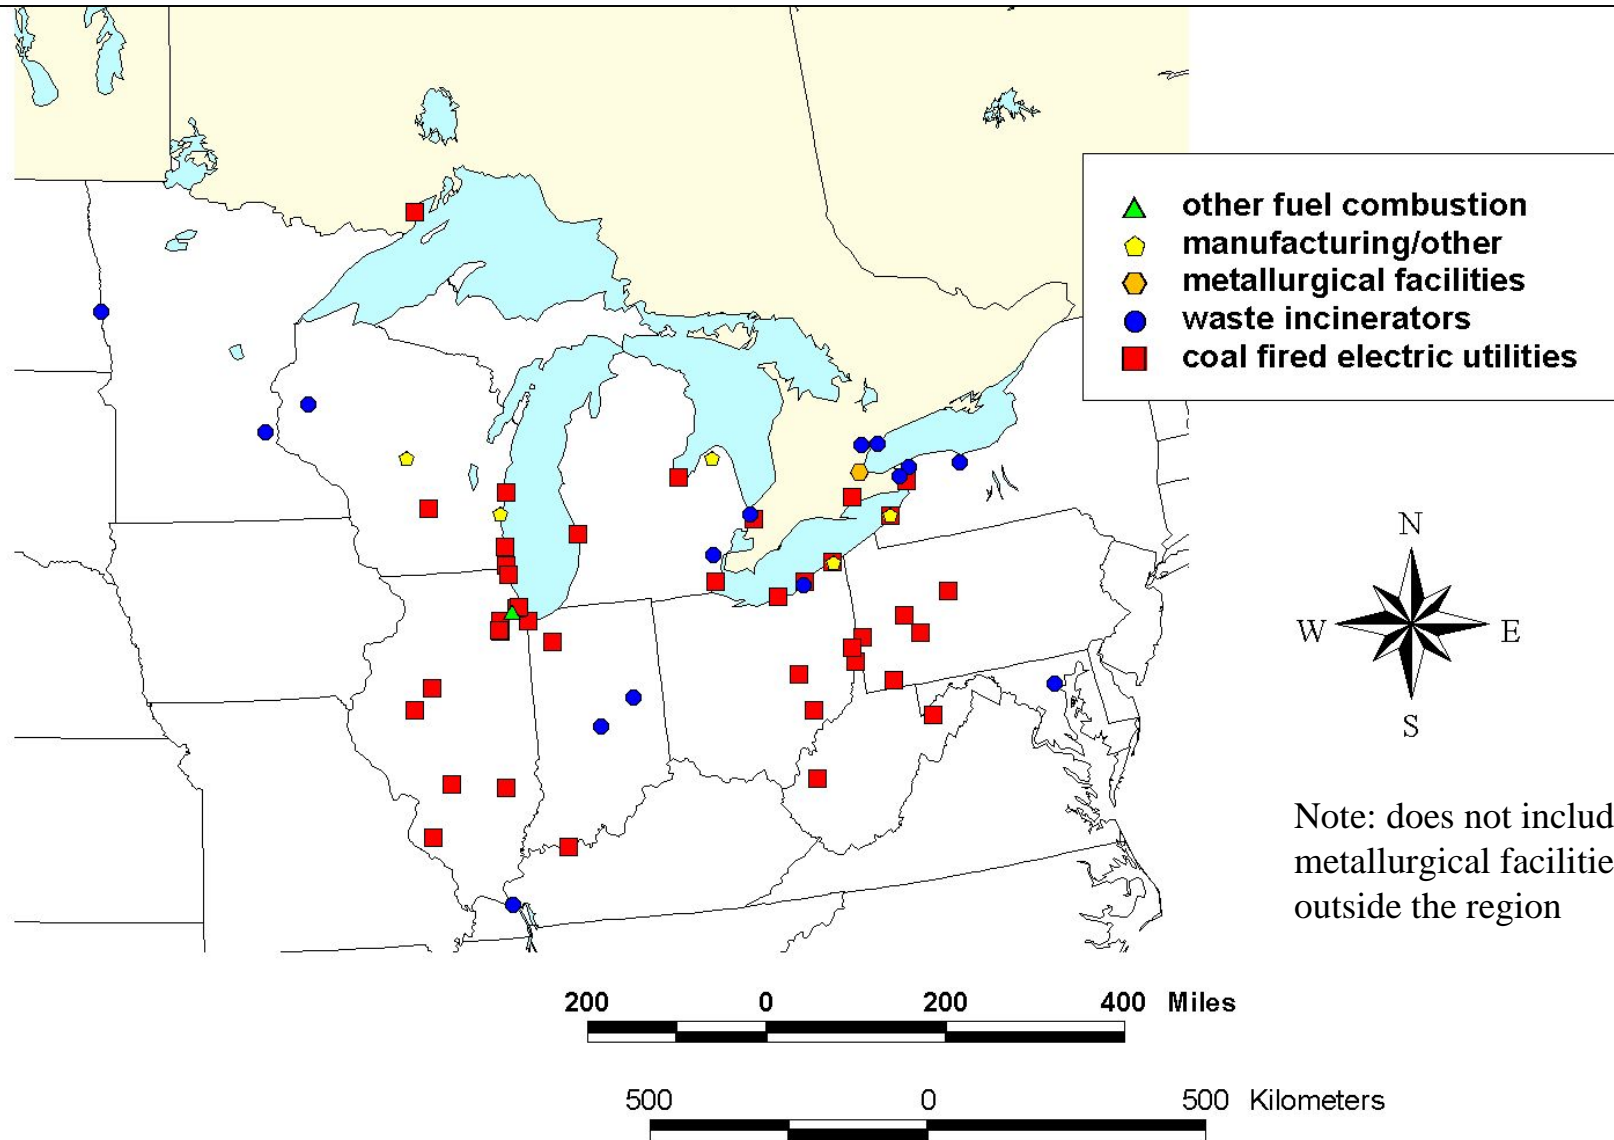 other fuel combustion
manufacturing/other
metallurgical facilities
waste incinerators
coal fired electric utilities
N
W E
S
Note: does not includ
metallurgical facilitie
outside the region
200 0 200 400 Miles
500 0 500 Kilometers